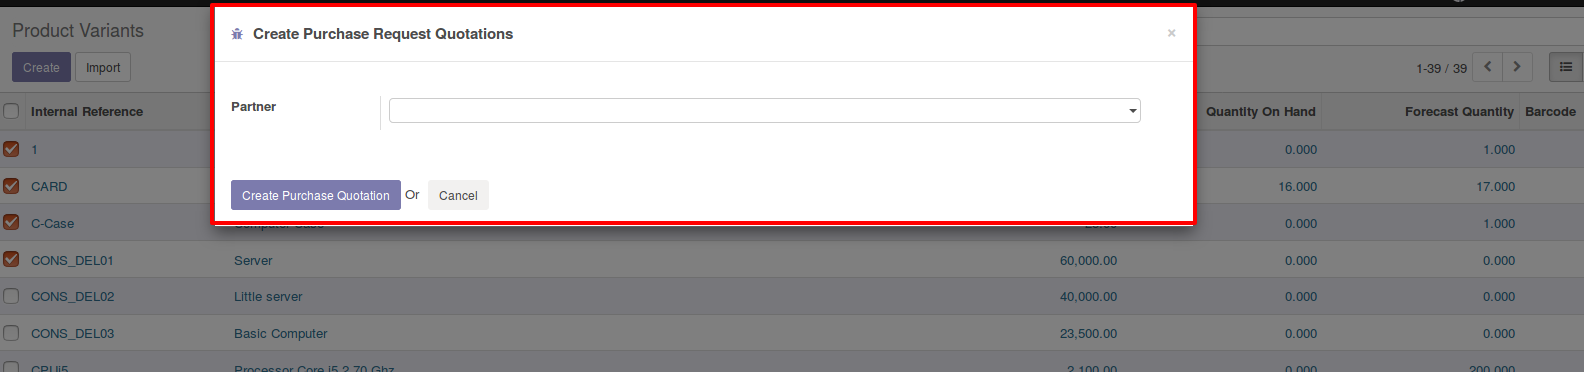 Product Variants
Create Purchase Request Quotations ×
Create Import
1-39 / 39
Partner
Internal Reference Quantity On Hand Forecast Quantity Barcode
1 0.000 1.000
CARD 16.000 17.000
Create Purchase Quotation Or Cancel
C-Case Computer Case 0.000 1.000
CONS_DEL01 Server 60,000.00 0.000 0.000
CONS_DEL02 Little server 40,000.00 0.000 0.000
CONS_DEL03 Basic Computer 23,500.00 0.000 0.000
CPUi5 Processor Core i5 2.70 Ghz 2,100.00 0.000 200.000